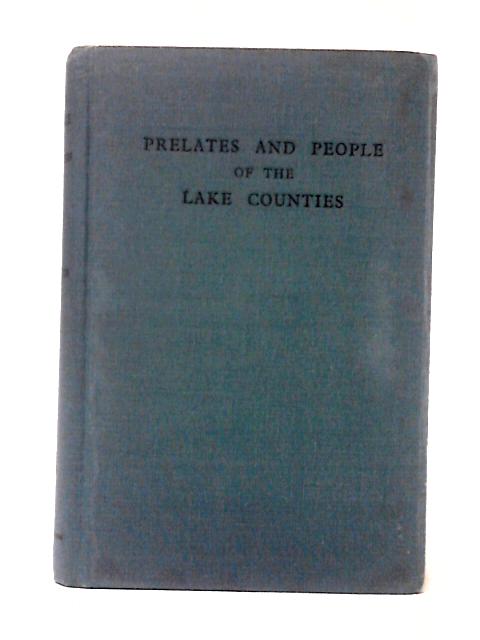 PRELATES AND PEOPLE
OF THE
LAKE COUNTIES